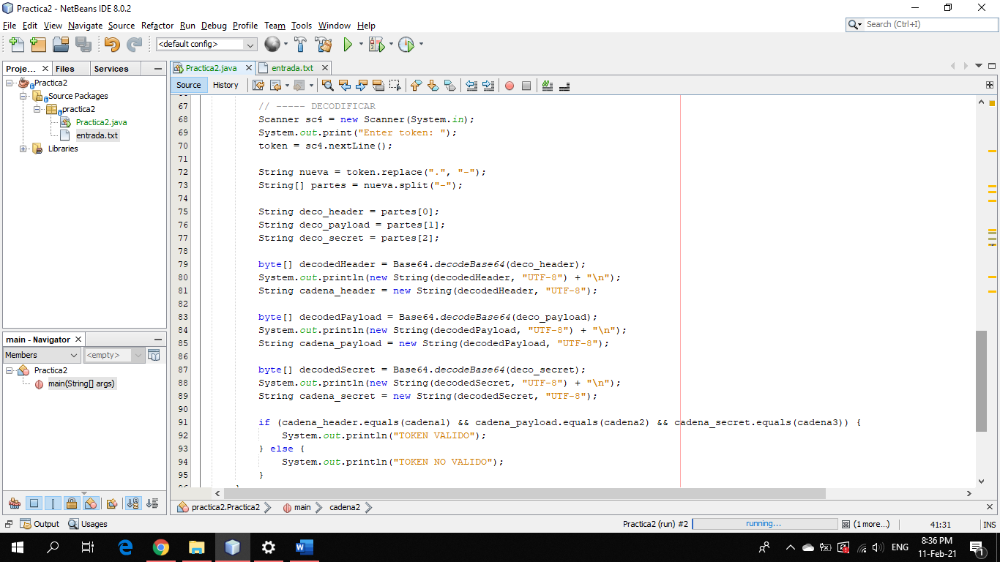 Practica2 - NetBeans IDE 8.0.2
File Edit View Navigate Source Refactor Run Debug Profile Team Tools Window Help
Search (Ctrl+I)
<default config>
Proje... Files Services
Practica2.java entrada.txt
Source History
Practica2
Source Packages
practica2
Practica2.java
entrada.txt
Libraries
67 // ----- DECODIFICAR
68 Scanner sc4 = new Scanner(System.in);
69 System.out.print("Enter token: ");
70 token = sc4.nextLine();
71
72 String nueva = token.replace(".", "-");
73 String[] partes = nueva.split("-");
74
75 String deco_header = partes[0];
76 String deco_payload = partes[1];
77 String deco_secret = partes[2];
78
79 byte[] decodedHeader = Base64.decodeBase64(deco_header);
80 System.out.println(new String(decodedHeader, "UTF-8") + "\n");
81 String cadena_header = new String(decodedHeader, "UTF-8");
82
83 byte[] decodedPayload = Base64.decodeBase64(deco_payload);
84 System.out.println(new String(decodedPayload, "UTF-8") + "\n");
85 String cadena_payload = new String(decodedPayload, "UTF-8");
86
87 byte[] decodedSecret = Base64.decodeBase64(deco_secret);
88 System.out.println(new String(decodedSecret, "UTF-8") + "\n");
89 String cadena_secret = new String(decodedSecret, "UTF-8");
90
91 if (cadena_header.equals(cadena1) && cadena_payload.equals(cadena2) && cadena_secret.equals(cadena3)) {
92 System.out.println("TOKEN VALIDO");
93 } else {
94 System.out.println("TOKEN NO VALIDO");
95 }
main - Navigator
Members <empty>
Practica2
main(String[] args)
practica2.Practica2 main cadena2
Output Usages
Practica2 (run) #2 running... (1 more...) 41:31 INS
ENG 8:36 PM
11-Feb-21
1